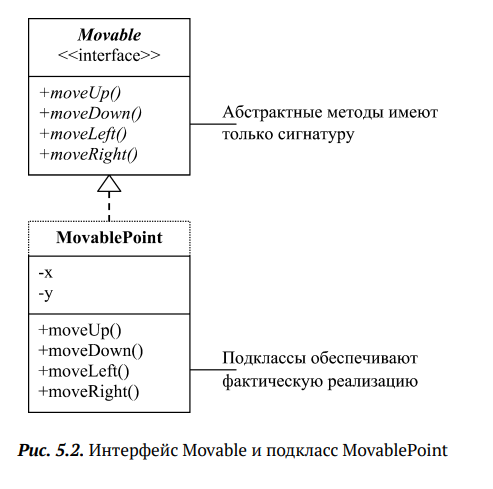 Movable
<<interface>>
+moveUp()
+moveDown()
+moveLeft()
+moveRight()
Абстрактные методы имеют
только сигнатуру
MovablePoint
-x
-y
+moveUp()
+moveDown()
+moveLeft()
+moveRight()
Подклассы обеспечивают
фактическую реализацию
Рис. 5.2. Интерфейс Movable и подкласс MovablePoint